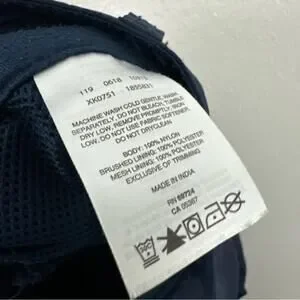 119 0618
XK0751 1855831
MACHINE WASH COLD GENTLE, WASH
SEPARATELY, DO NOT BLEACH, TUMBLE
DRY LOW, REMOVE PROMPTLY, IRON
LOW, DO NOT USE FABRIC SOFTENER,
DO NOT DRYCLEAN
BODY: 100% NYLON
BRUSHED LINING: 100% POLYESTER
MESH LINING: 100% POLYESTER
EXCLUSIVE OF TRIMMING
MADE IN INDIA
RN 69724
CA 05367